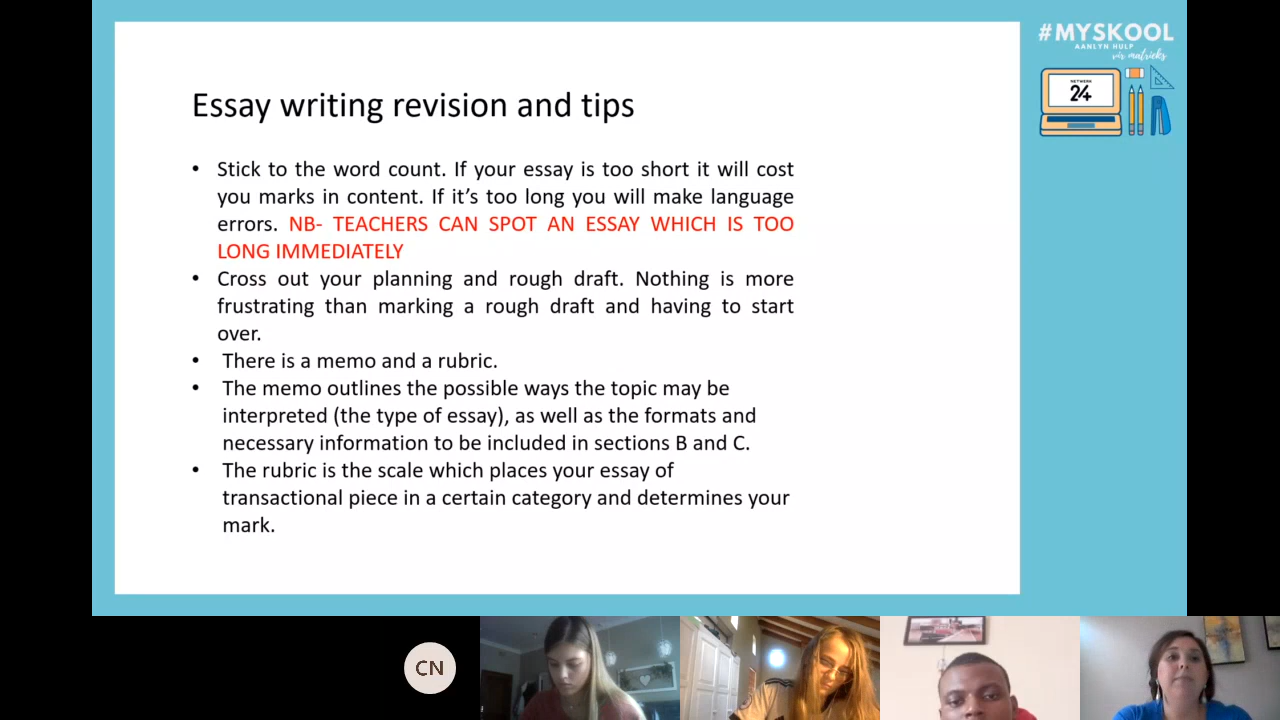 #MYSKOOL
AANLYN HULP
vir matrieks
NETWERK
24
Essay writing revision and tips
• Stick to the word count. If your essay is too short it will cost
you marks in content. If it’s too long you will make language
errors. NB- TEACHERS CAN SPOT AN ESSAY WHICH IS TOO
LONG IMMEDIATELY
• Cross out your planning and rough draft. Nothing is more
frustrating than marking a rough draft and having to start
over.
• There is a memo and a rubric.
• The memo outlines the possible ways the topic may be
interpreted (the type of essay), as well as the formats and
necessary information to be included in sections B and C.
• The rubric is the scale which places your essay of
transactional piece in a certain category and determines your
mark.
CN